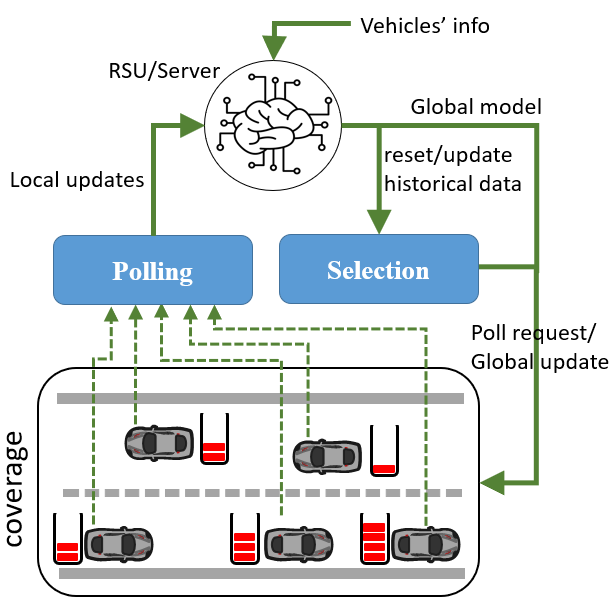 Vehicles’ info
RSU/Server
Global model
reset/update
historical data
Local updates
Polling
Selection
Poll request/
Global update
coverage